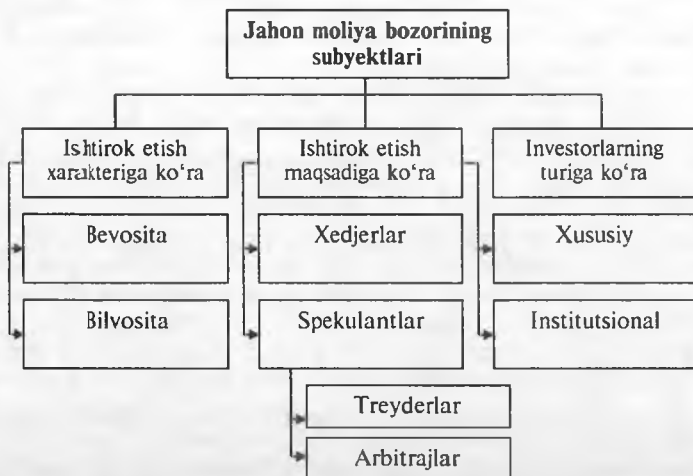 Jahon moliya bozorining
subyektlari
Ishtirok etish
xarakteriga ko‘ra
Ishtirok etish
maqsadiga ko‘ra
Investorlarning
turiga ko‘ra
Bevosita
Xedjerlar
Xususiy
Bilvosita
Spekulantlar
Institutsional
Treyderlar
Arbitrajlar